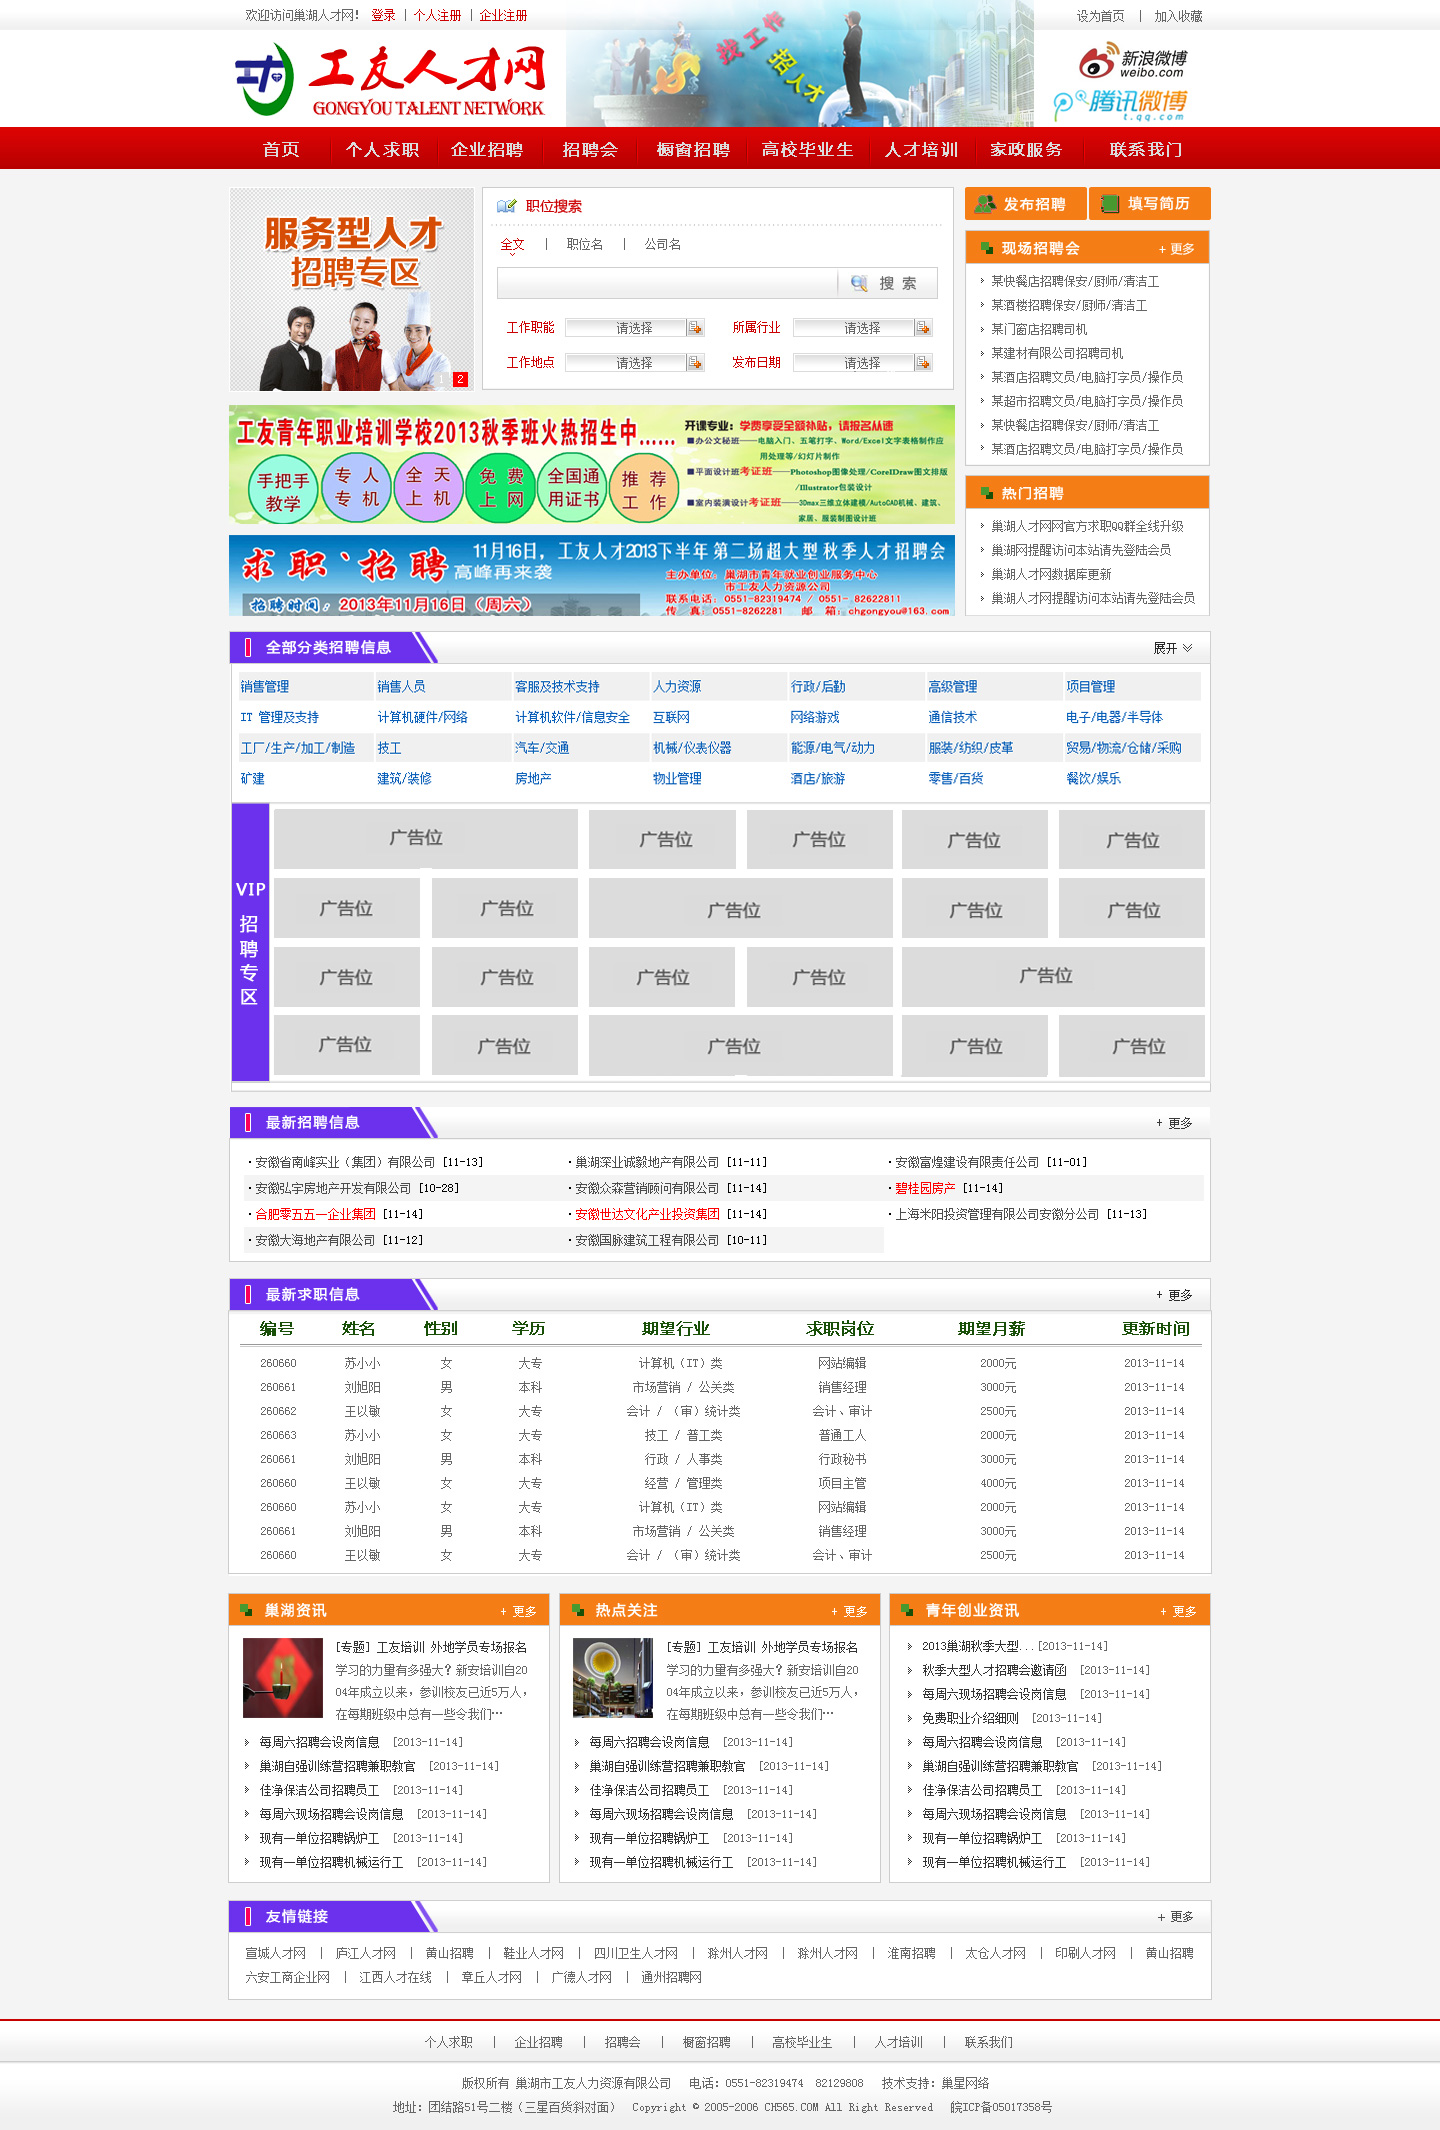 欢迎访问巢湖人才网! 登录 | 个人注册 | 企业注册
设为首页 | 加入收藏
工友人才网
GONGYOU TALENT NETWORK
找工作
招人才
新浪微博
weibo.com
腾讯微博
t.qq.com
首页 个人求职 企业招聘 招聘会 橱窗招聘 高校毕业生 人才培训 家政服务 联系我们
服务型人才
招聘专区
1 2
职位搜索
全文 | 职位名 | 公司名
搜 索
工作职能 请选择 所属行业 请选择
工作地点 请选择 发布日期 请选择
发布招聘 填写简历
现场招聘会 + 更多
某快餐店招聘保安/厨师/清洁工
某酒楼招聘保安/厨师/清洁工
某门窗店招聘司机
某建材有限公司招聘司机
某酒店招聘文员/电脑打字员/操作员
某超市招聘文员/电脑打字员/操作员
某快餐店招聘保安/厨师/清洁工
某酒店招聘文员/电脑打字员/操作员
工友青年职业培训学校2013秋季班火热招生中......
手把手教学 专人专机 全天上机 免费上网 全国通用证书 推荐工作
开课专业: 学费享受全额补贴, 请报名从速
■办公文秘班——电脑入门、五笔打字、Word/Excel文字表格制作应
用处理等/幻灯片制作
■平面设计班考证班——Photoshop图像处理/CorelDraw图文排版
/Illustrator包装设计
■室内装潢设计考证班——3Dmax三维立体建模/AutoCAD机械、建筑、
家居、服装制图设计班
热门招聘
巢湖人才网网官方求职QQ群全线升级
巢湖网提醒访问本站请先登陆会员
巢湖人才网数据库更新
巢湖人才网提醒访问本站请先登陆会员
求职、招聘
11月16日, 工友人才2013下半年 第二场超大型 秋季人才招聘会
高峰再来袭
主办单位: 巢湖市青年就业创业服务中心
市工友人力资源公司
招聘时间: 2013年11月16日 (周六)
联系电话: 0551-82319474 / 0551- 82622811
传 真: 0551-8262281 邮 箱: chgongyou@163.com
全部分类招聘信息 展开
销售管理 销售人员 客服及技术支持 人力资源 行政/后勤 高级管理 项目管理
IT 管理及支持 计算机硬件/网络 计算机软件/信息安全 互联网 网络游戏 通信技术 电子/电器/半导体
工厂/生产/加工/制造 技工 汽车/交通 机械/仪表仪器 能源/电气/动力 服装/纺织/皮革 贸易/物流/仓储/采购
矿建 建筑/装修 房地产 物业管理 酒店/旅游 零售/百货 餐饮/娱乐
VIP 招聘专区
广告位 广告位 广告位 广告位 广告位
广告位 广告位 广告位 广告位 广告位
广告位 广告位 广告位 广告位 广告位
广告位 广告位 广告位 广告位 广告位
最新招聘信息 + 更多
·安徽省南峰实业（集团）有限公司 [11-13] ·巢湖深业诚毅地产有限公司 [11-11] ·安徽富煌建设有限责任公司 [11-01]
·安徽弘宇房地产开发有限公司 [10-28] ·安徽众森营销顾问有限公司 [11-14] ·碧桂园房产 [11-14]
·合肥零五五一企业集团 [11-14] ·安徽世达文化产业投资集团 [11-14] ·上海米阳投资管理有限公司安徽分公司 [11-13]
·安徽大海地产有限公司 [11-12] ·安徽国脉建筑工程有限公司 [10-11]
最新求职信息 + 更多
编号 姓名 性别 学历 期望行业 求职岗位 期望月薪 更新时间
260660 苏小小 女 大专 计算机（IT）类 网站编辑 2000元 2013-11-14
260661 刘旭阳 男 本科 市场营销 / 公关类 销售经理 3000元 2013-11-14
260662 王以敏 女 大专 会计 / （审）统计类 会计、审计 2500元 2013-11-14
260663 苏小小 女 大专 技工 / 普工类 普通工人 2000元 2013-11-14
260661 刘旭阳 男 本科 行政 / 人事类 行政秘书 3000元 2013-11-14
260660 王以敏 女 大专 经营 / 管理类 项目主管 4000元 2013-11-14
260660 苏小小 女 大专 计算机（IT）类 网站编辑 2000元 2013-11-14
260661 刘旭阳 男 本科 市场营销 / 公关类 销售经理 3000元 2013-11-14
260660 王以敏 女 大专 会计 / （审）统计类 会计、审计 2500元 2013-11-14
巢湖资讯 + 更多
[专题] 工友培训 外地学员专场报名
学习的力量有多强大？新安培训自20
04年成立以来，参训校友已近5万人，
在每期班级中总有一些令我们…
每周六招聘会设岗信息 [2013-11-14]
巢湖自强训练营招聘兼职教官 [2013-11-14]
佳净保洁公司招聘员工 [2013-11-14]
每周六现场招聘会设岗信息 [2013-11-14]
现有一单位招聘锅炉工 [2013-11-14]
现有一单位招聘机械运行工 [2013-11-14]
热点关注 + 更多
[专题] 工友培训 外地学员专场报名
学习的力量有多强大？新安培训自20
04年成立以来，参训校友已近5万人，
在每期班级中总有一些令我们…
每周六招聘会设岗信息 [2013-11-14]
巢湖自强训练营招聘兼职教官 [2013-11-14]
佳净保洁公司招聘员工 [2013-11-14]
每周六现场招聘会设岗信息 [2013-11-14]
现有一单位招聘锅炉工 [2013-11-14]
现有一单位招聘机械运行工 [2013-11-14]
青年创业资讯 + 更多
2013巢湖秋季大型...[2013-11-14]
秋季大型人才招聘会邀请函 [2013-11-14]
每周六现场招聘会设岗信息 [2013-11-14]
免费职业介绍细则 [2013-11-14]
每周六招聘会设岗信息 [2013-11-14]
巢湖自强训练营招聘兼职教官 [2013-11-14]
佳净保洁公司招聘员工 [2013-11-14]
每周六现场招聘会设岗信息 [2013-11-14]
现有一单位招聘锅炉工 [2013-11-14]
现有一单位招聘机械运行工 [2013-11-14]
友情链接 + 更多
宣城人才网 | 庐江人才网 | 黄山招聘 | 鞋业人才网 | 四川卫生人才网 | 滁州人才网 | 滁州人才网 | 淮南招聘 | 太仓人才网 | 印刷人才网 | 黄山招聘
六安工商企业网 | 江西人才在线 | 章丘人才网 | 广德人才网 | 通州招聘网
个人求职 | 企业招聘 | 招聘会 | 橱窗招聘 | 高校毕业生 | 人才培训 | 联系我们
版权所有 巢湖市工友人力资源有限公司 电话: 0551-82319474 82129808 技术支持: 巢星网络
地址: 团结路51号二楼（三星百货斜对面） Copyright © 2005-2006 CH565.COM All Right Reserved 皖ICP备05017358号